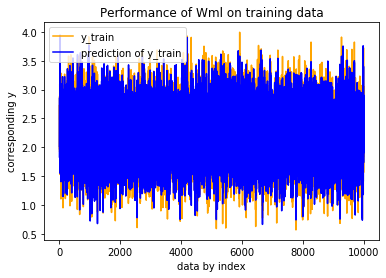 Performance of Wml on training data
y_train
prediction of y_train
corresponding y
4.0
3.5
3.0
2.5
2.0
1.5
1.0
0.5
0
2000
4000
6000
8000
10000
data by index